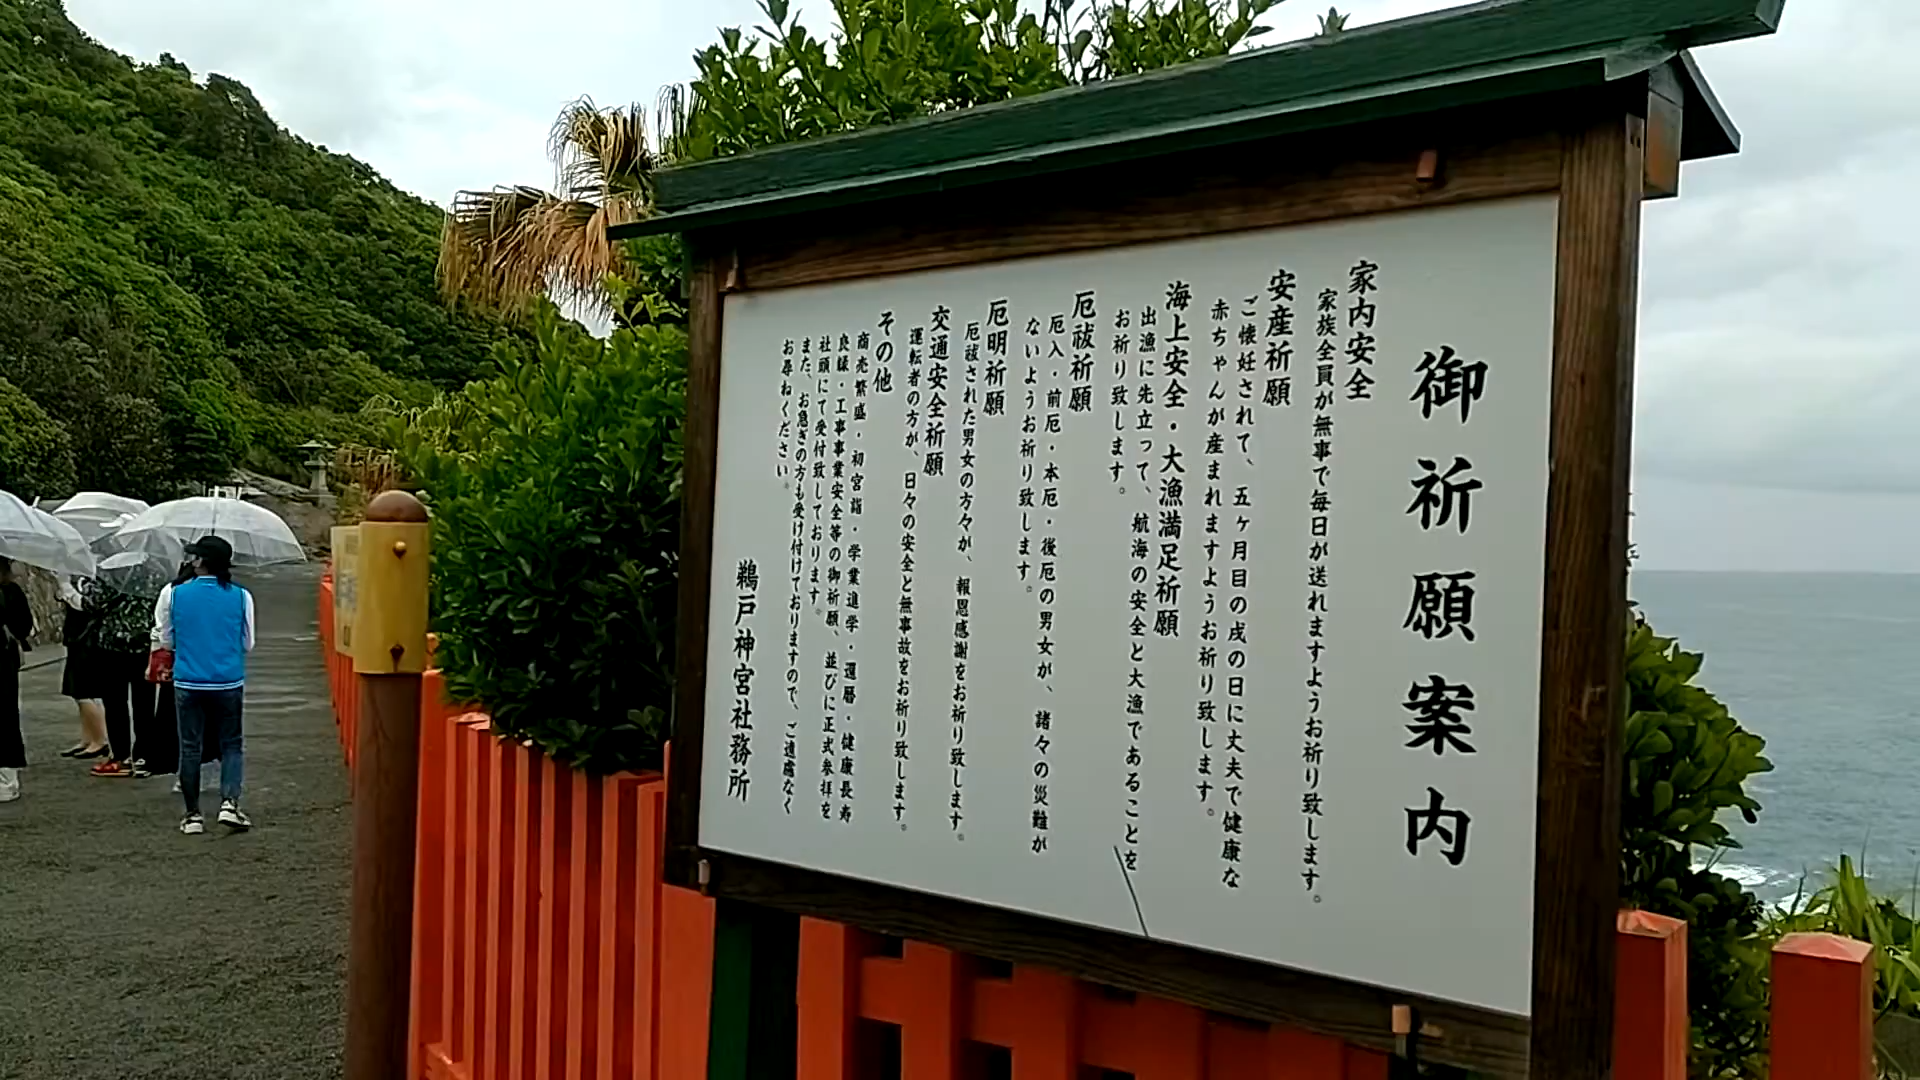 御祈願案内
家内安全
家族全員が無事で毎日が送れますようお祈り致します。
安産祈願
ご懐妊されて、五ヶ月目の戌の日に丈夫で健康な
赤ちゃんが産まれますようお祈り致します。
海上安全・大漁満足祈願
出漁に先立って、航海の安全と大漁であることを
お祈り致します。
厄祓祈願
厄入・前厄・本厄・後厄の男女が、諸々の災難が
ないようお祈り致します。
厄明祈願
厄祓された男女の方々が、報恩感謝をお祈り致します。
交通安全祈願
運転者の方が、日々の安全と無事故をお祈り致します。
その他
商売繁盛・初宮詣・学業進学・還暦・健康長寿
良縁・工事事業安全等の御祈願、並びに正式参拝を
社頭にて受付致しております。
また、お急ぎの方も受け付けておりますので、ご遠慮なく
お尋ねください。
鵜戸神宮社務所